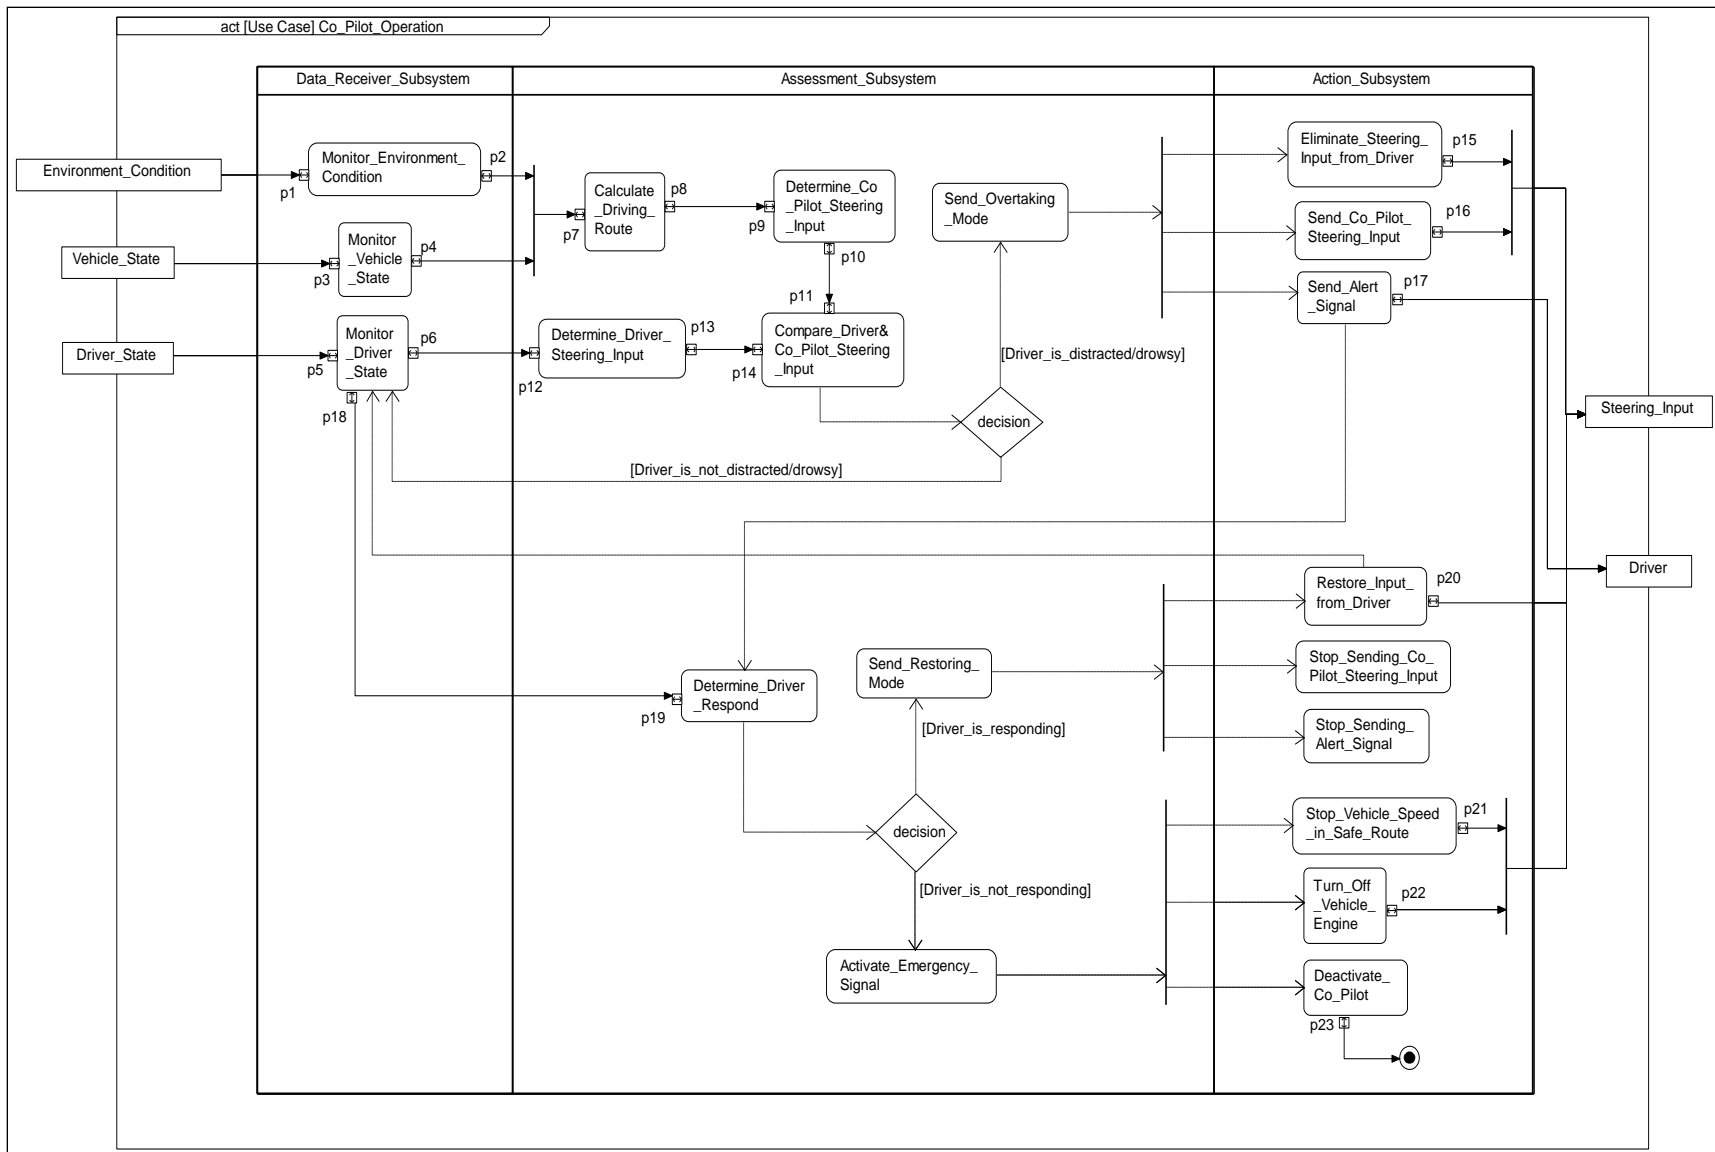 act [Use Case] Co_Pilot_Operation
Data_Receiver_Subsystem
Assessment_Subsystem
Action_Subsystem
Environment_Condition
p1
Monitor_Environment_
Condition
p2
Vehicle_State
p3
Monitor
_Vehicle
_State
p4
Driver_State
p5
Monitor
_Driver
_State
p6
p18
p7
Calculate
_Driving_
Route
p8
p9
Determine_Co
_Pilot_Steering
_Input
p10
p11
p12
Determine_Driver_
Steering_Input
p13
p14
Compare_Driver&
Co_Pilot_Steering
_Input
Send_Overtaking
_Mode
[Driver_is_distracted/drowsy]
decision
[Driver_is_not_distracted/drowsy]
Eliminate_Steering_
Input_from_Driver
p15
Send_Co_Pilot_
Steering_Input
p16
Send_Alert
_Signal
p17
Steering_Input
Driver
Restore_Input_
from_Driver
p20
Send_Restoring_
Mode
Stop_Sending_Co_
Pilot_Steering_Input
Determine_Driver
_Respond
p19
[Driver_is_responding]
Stop_Sending_
Alert_Signal
decision
Stop_Vehicle_Speed
_in_Safe_Route
p21
[Driver_is_not_responding]
Turn_Off
_Vehicle_
Engine
p22
Activate_Emergency_
Signal
Deactivate_
Co_Pilot
p23